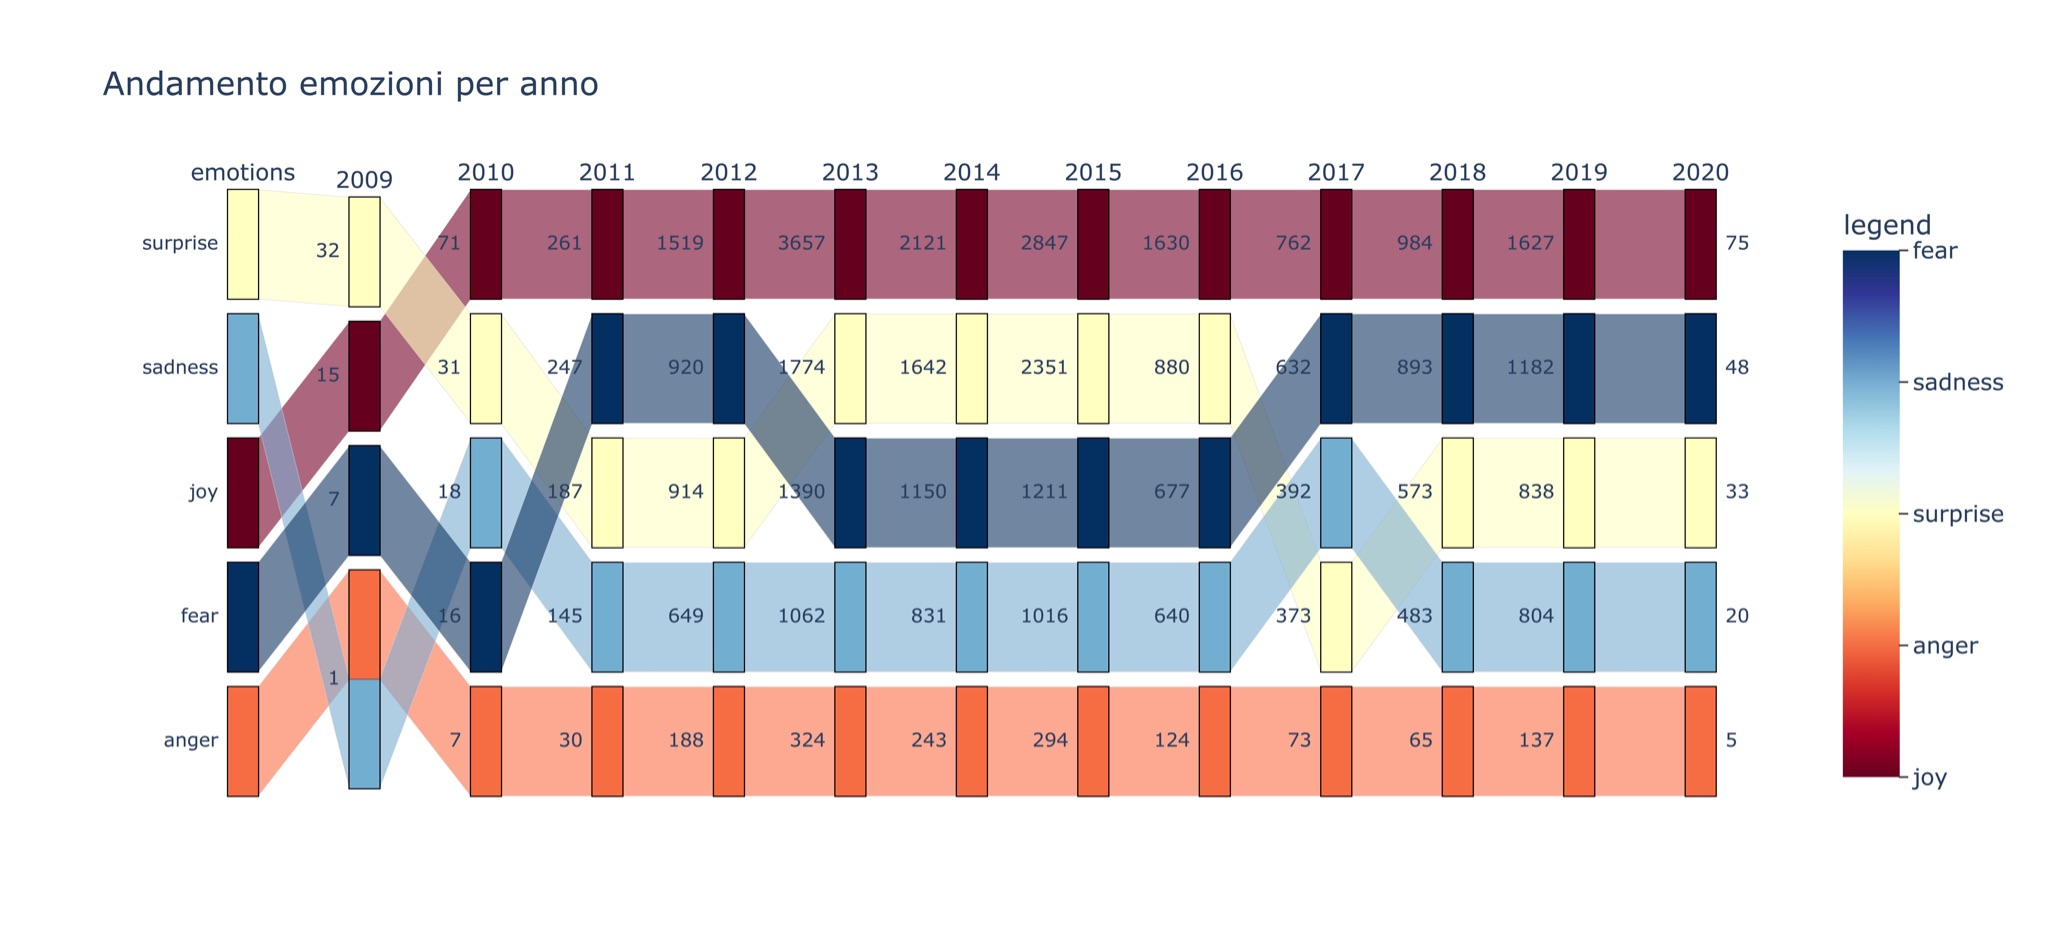 Andamento emozioni per anno
emotions 2009 2010 2011 2012 2013 2014 2015 2016 2017 2018 2019 2020
surprise 32 71 261 1519 3657 2121 2847 1630 762 984 1627 75
sadness 15 31 247 920 1774 1642 2351 880 632 893 1182 48
joy 7 18 187 914 1390 1150 1211 677 392 573 838 33
fear 16 145 649 1062 831 1016 640 373 483 804 20
1
anger 7 30 188 324 243 294 124 73 65 137 5
legend
fear
sadness
surprise
anger
joy